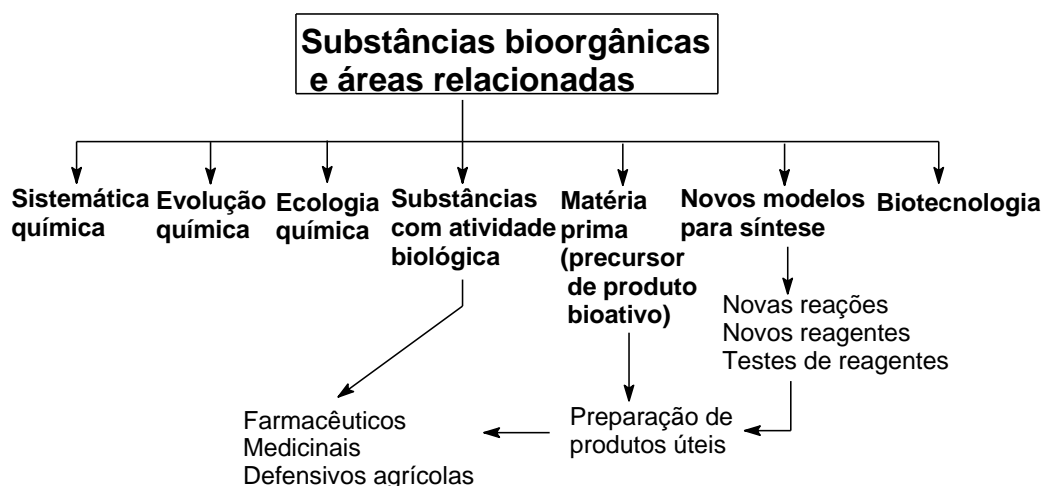 Substâncias bioorgânicas
e áreas relacionadas
Sistemática
química
Evolução
química
Ecologia
química
Substâncias
com atividade
biológica
Matéria
prima
(precursor
de produto
bioativo)
Novos modelos
para síntese
Biotecnologia
Novas reações
Novos reagentes
Testes de reagentes
Farmacêuticos
Medicinais
Defensivos agrícolas
Preparação de
produtos úteis